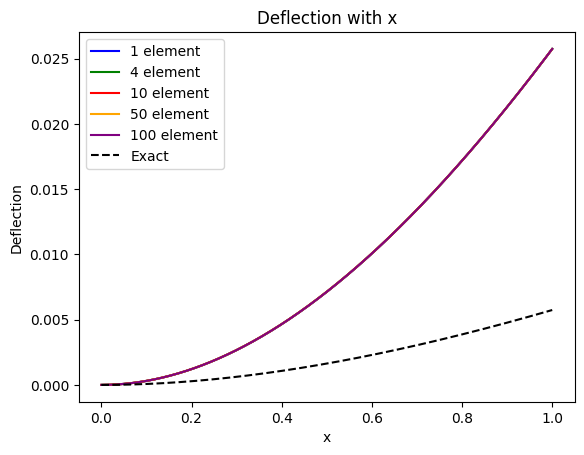 Deflection with x
1 element
4 element
10 element
50 element
100 element
Exact
Deflection
0.025
0.020
0.015
0.010
0.005
0.000
0.0 0.2 0.4 0.6 0.8 1.0
x